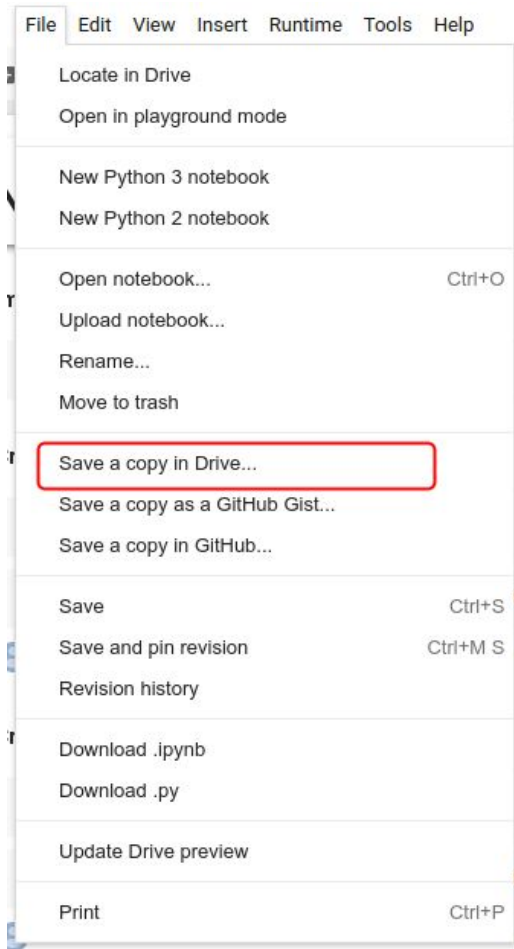 File Edit View Insert Runtime Tools Help
Locate in Drive
Open in playground mode
New Python 3 notebook
New Python 2 notebook
Open notebook... Ctrl+O
Upload notebook...
Rename...
Move to trash
Save a copy in Drive...
Save a copy as a GitHub Gist...
Save a copy in GitHub...
Save Ctrl+S
Save and pin revision Ctrl+M S
Revision history
Download .ipynb
Download .py
Update Drive preview
Print Ctrl+P